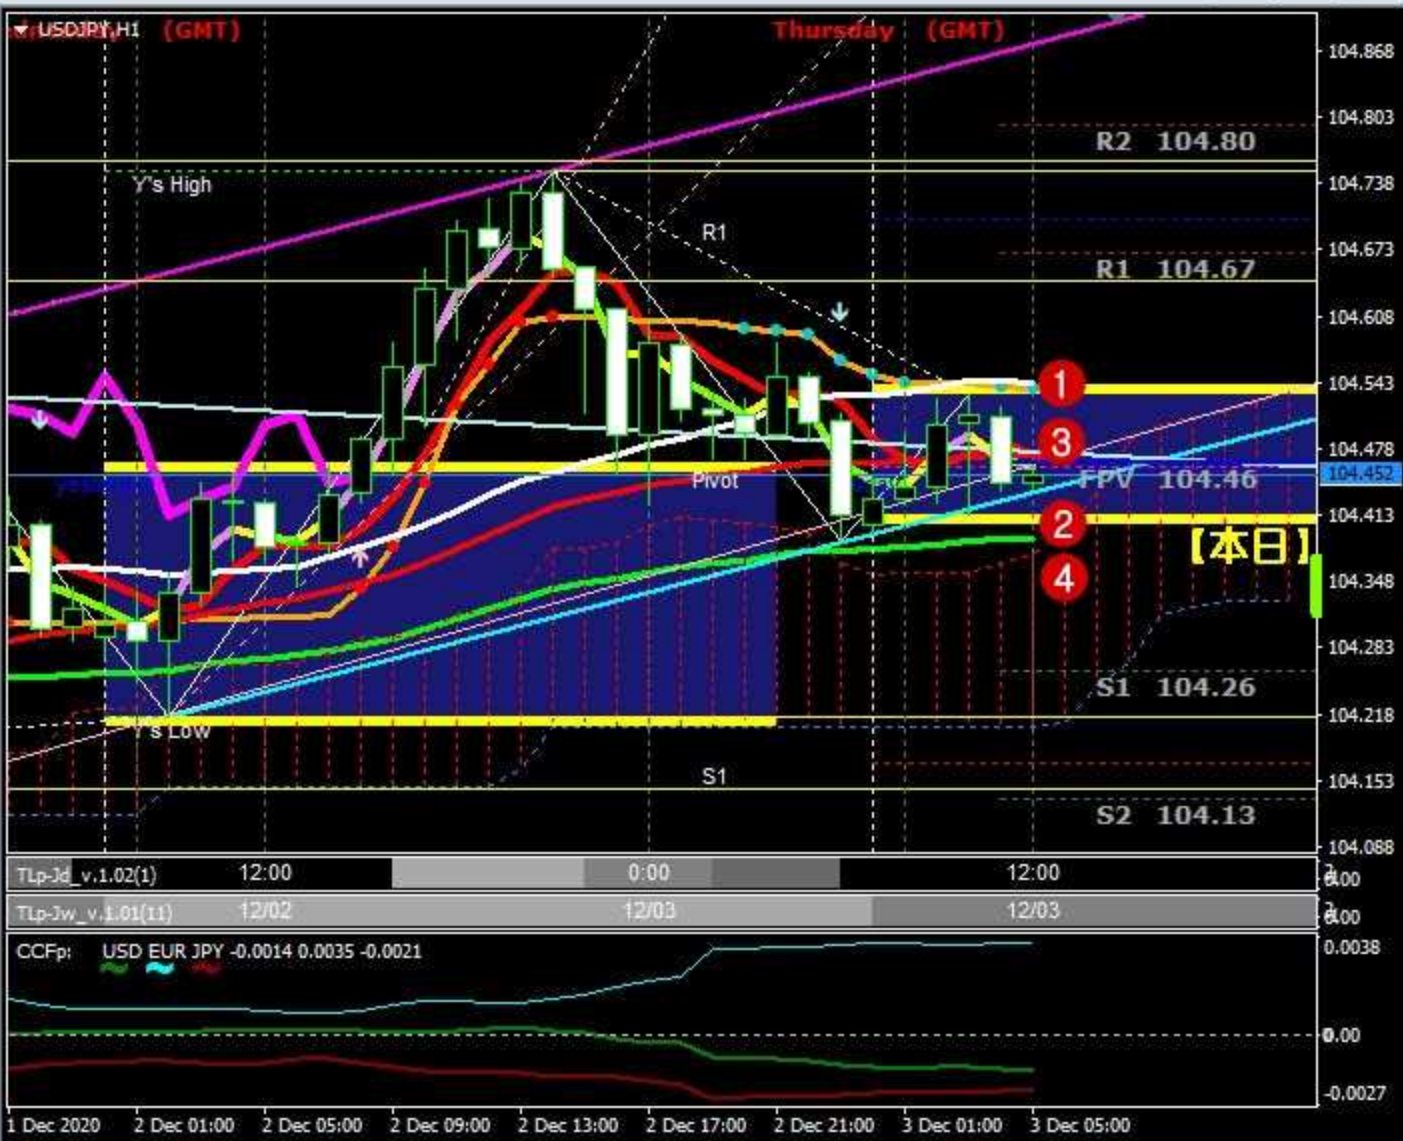 USDJPY,H1
(GMT)
Thursday (GMT)
104.868
104.803
R2 104.80
104.738
Y's High
R1
104.673
R1 104.67
104.608
1
104.543
3
104.478
104.452
Pivot
FPV 104.46
104.413
2
【本日】
4
104.348
104.283
S1 104.26
104.218
Y's Low
S1
104.153
S2 104.13
104.088
TLp-Jd_v.1.02(1) 12:00 0:00 12:00
TLp-Jw_v.1.01(11) 12/02 12/03 12/03
CCFp: USD EUR JPY -0.0014 0.0035 -0.0021
0.0038
0.00
-0.0027
1 Dec 2020 2 Dec 01:00 2 Dec 05:00 2 Dec 09:00 2 Dec 13:00 2 Dec 17:00 2 Dec 21:00 3 Dec 01:00 3 Dec 05:00